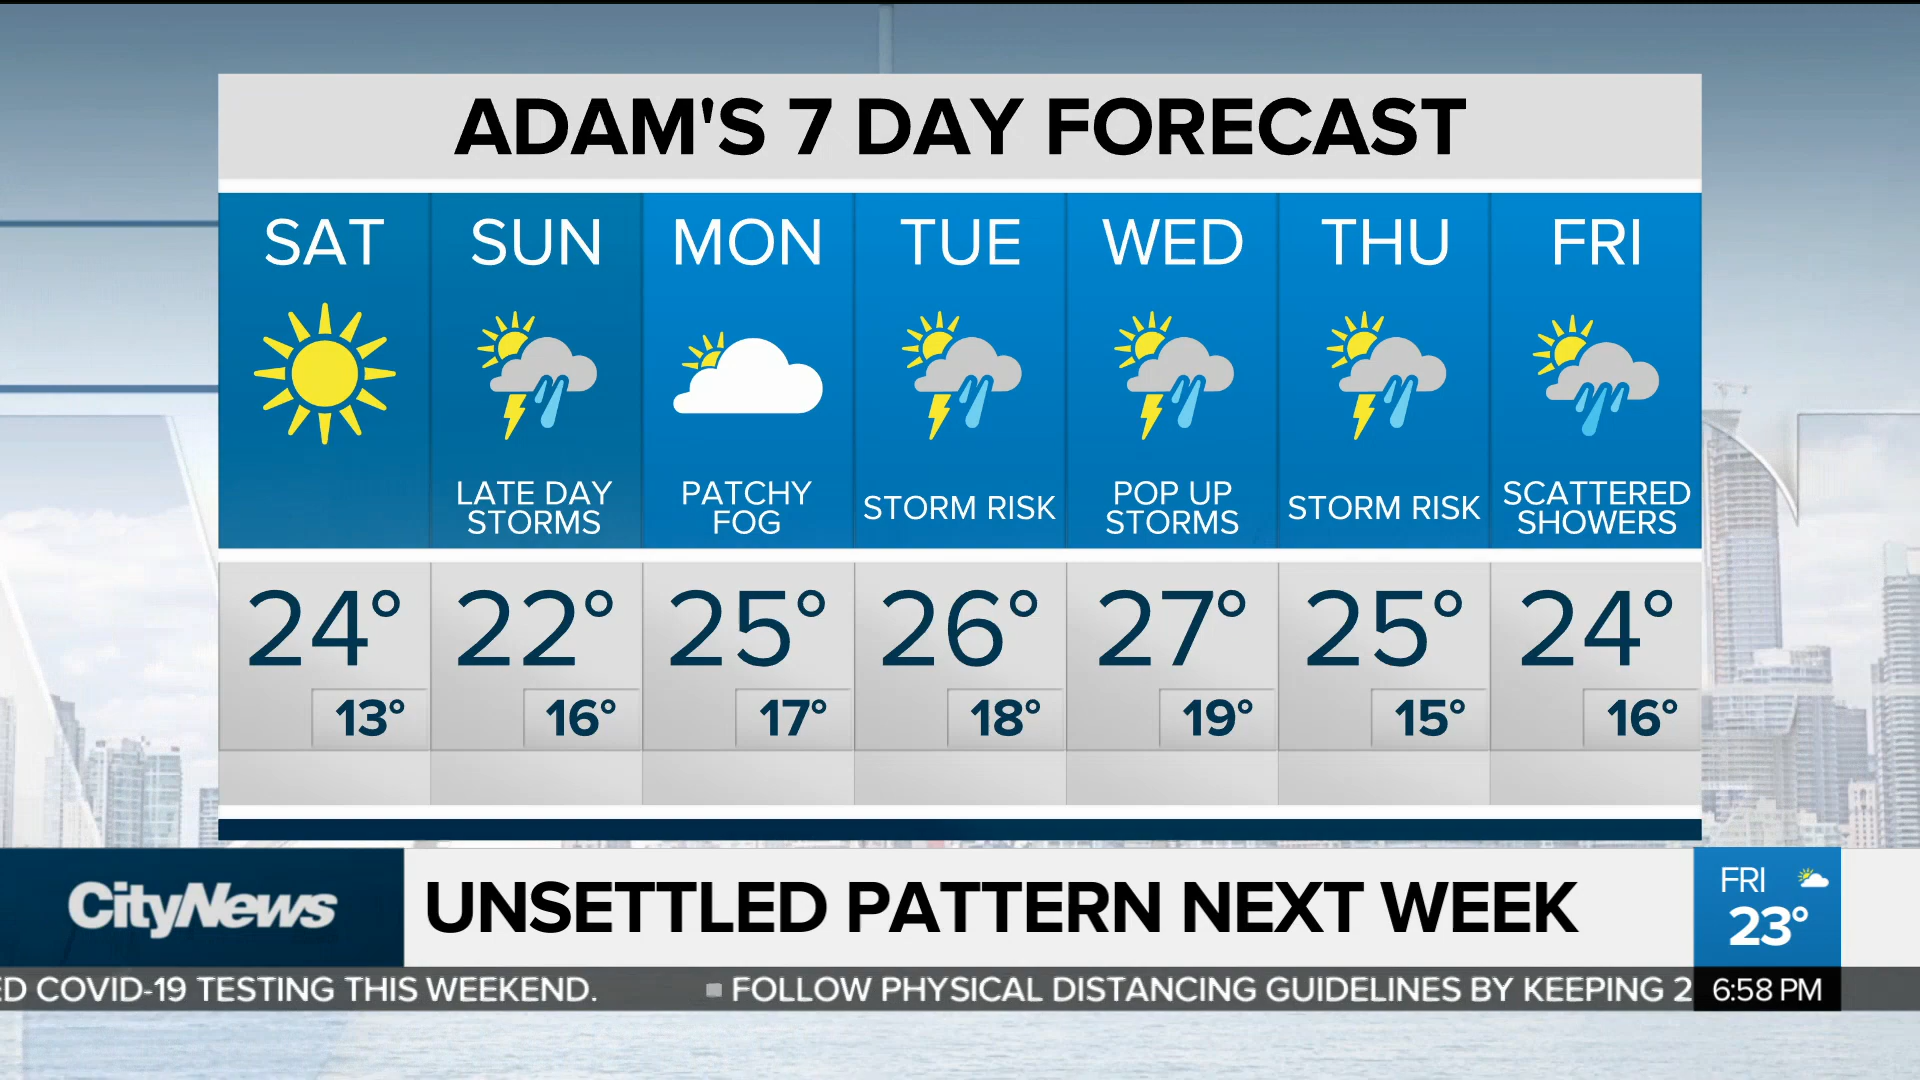 ADAM'S 7 DAY FORECAST
SAT SUN MON TUE WED THU FRI
LATE DAY STORMS
PATCHY FOG
STORM RISK
POP UP STORMS
STORM RISK
SCATTERED SHOWERS
24° 22° 25° 26° 27° 25° 24°
13° 16° 17° 18° 19° 15° 16°
CityNews
UNSETTLED PATTERN NEXT WEEK
FRI
23°
ED COVID-19 TESTING THIS WEEKEND. FOLLOW PHYSICAL DISTANCING GUIDELINES BY KEEPING 2
6:58 PM